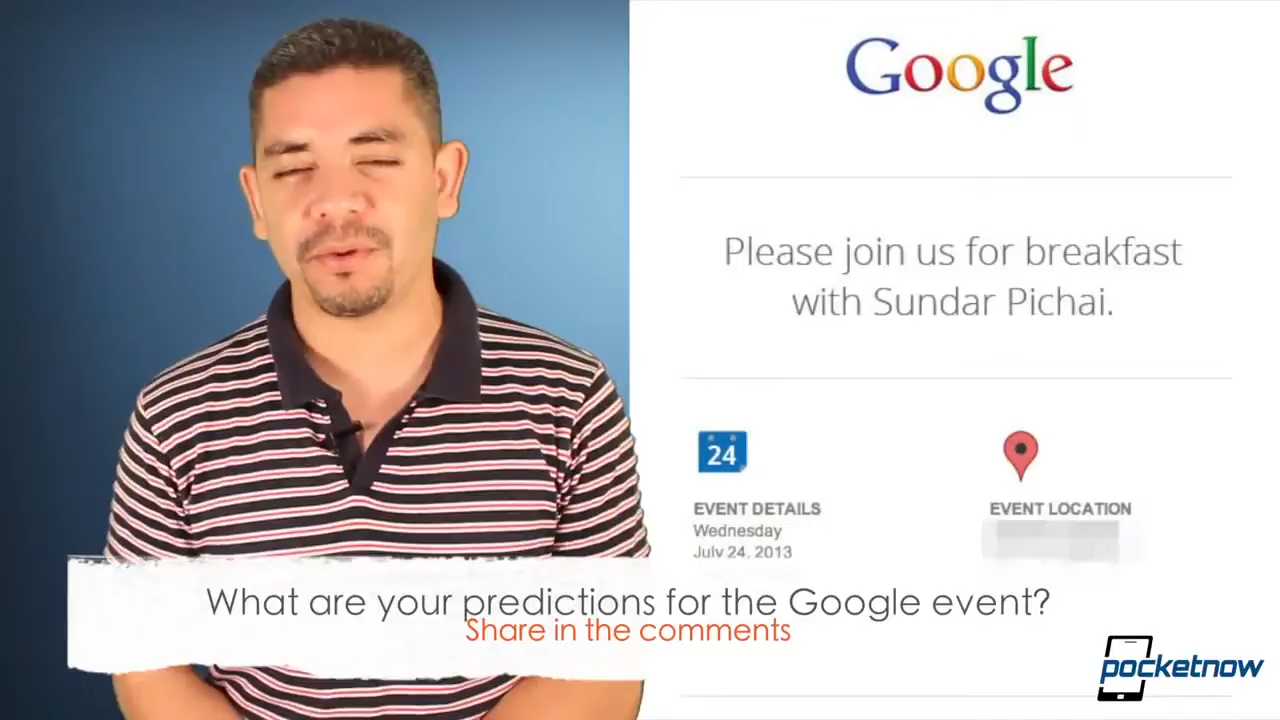 Google
Please join us for breakfast
with Sundar Pichai.
24
EVENT DETAILS
Wednesday
July 24, 2013
EVENT LOCATION
What are your predictions for the Google event?
Share in the comments
pocketnow